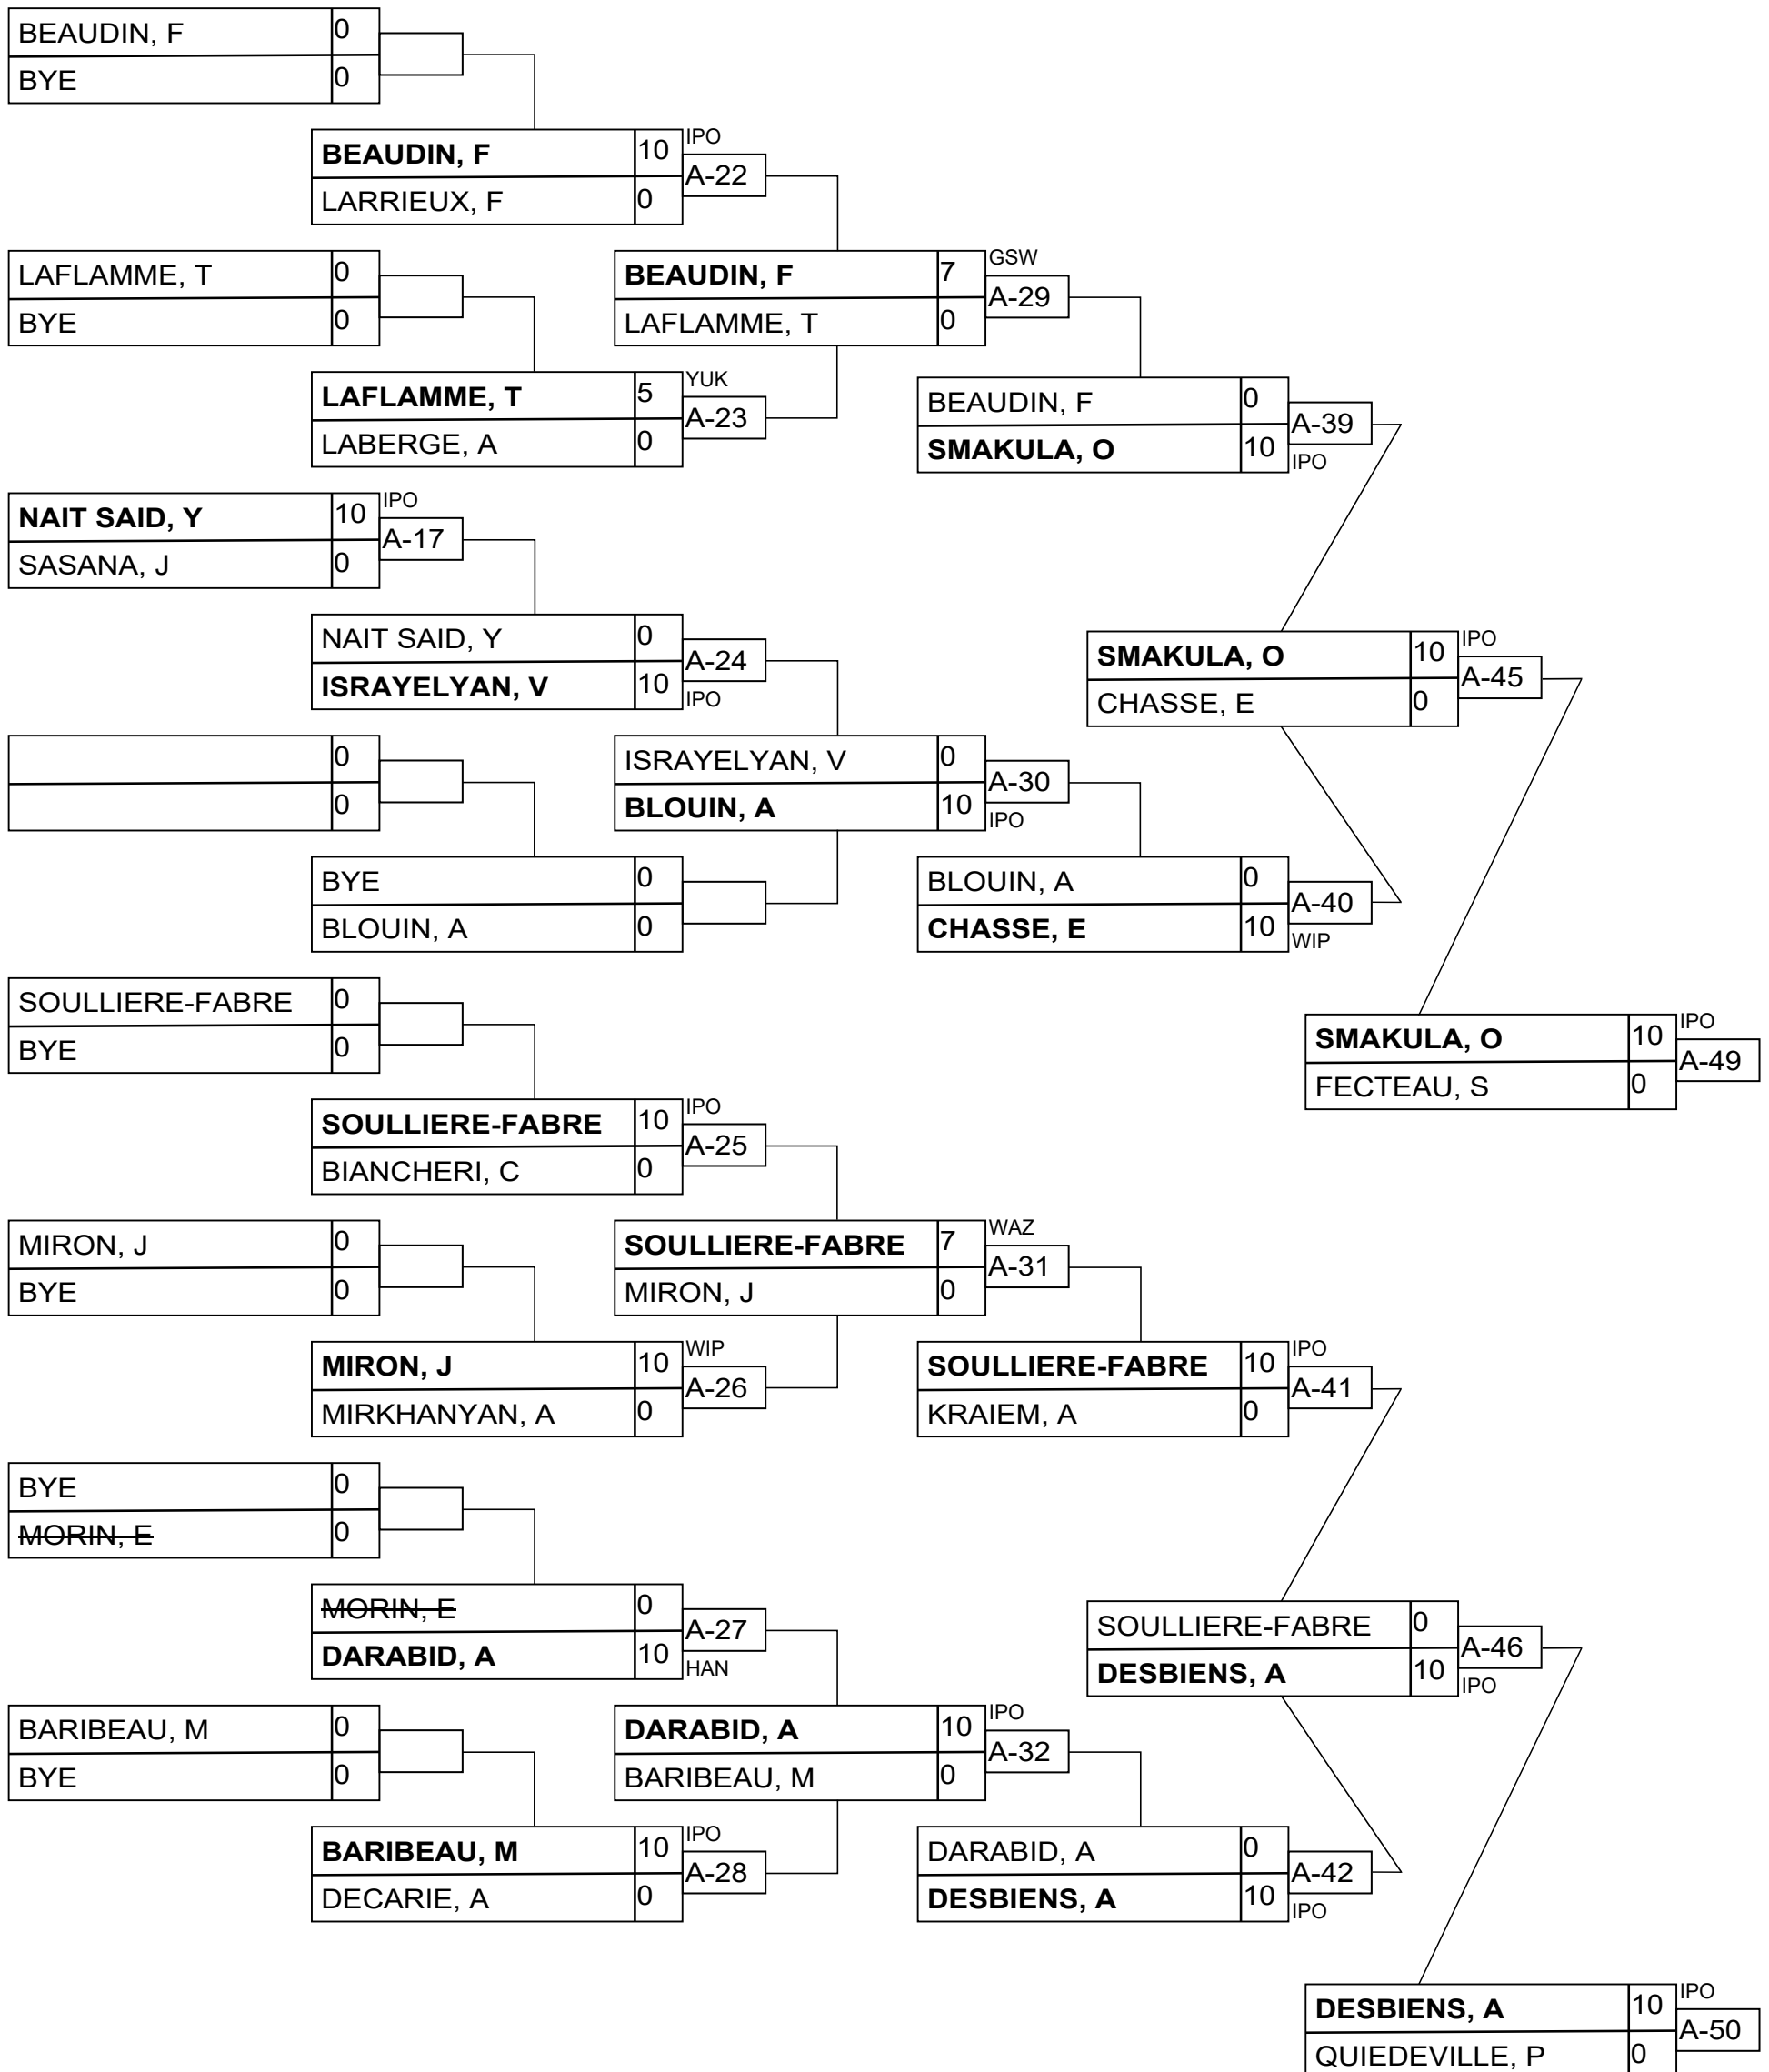 BEAUDIN, F 0
BYE 0
BEAUDIN, F 10 IPO
A-22
LARRIEUX, F 0
LAFLAMME, T 0
BYE 0
BEAUDIN, F 7 GSW
A-29
LAFLAMME, T 0
LAFLAMME, T 5 YUK
A-23
LABERGE, A 0
BEAUDIN, F 0
A-39
SMAKULA, O 10 IPO
NAIT SAID, Y 10 IPO
A-17
SASANA, J 0
NAIT SAID, Y 0
A-24
ISRAYELYAN, V 10 IPO
SMAKULA, O 10 IPO
A-45
CHASSE, E 0
0
0
ISRAYELYAN, V 0
A-30
BLOUIN, A 10 IPO
BYE 0
BLOUIN, A 0
BLOUIN, A 0
A-40
CHASSE, E 10 WIP
SOULLIERE-FABRE 0
BYE 0
SMAKULA, O 10 IPO
A-49
FECTEAU, S 0
SOULLIERE-FABRE 10 IPO
A-25
BIANCHERI, C 0
MIRON, J 0
BYE 0
SOULLIERE-FABRE 7 WAZ
A-31
MIRON, J 0
MIRON, J 10 WIP
A-26
MIRKHANYAN, A 0
SOULLIERE-FABRE 10 IPO
A-41
KRAIEM, A 0
BYE 0
MORIN, E 0
MORIN, E 0
A-27
DARABID, A 10 HAN
SOULLIERE-FABRE 0
A-46
DESBIENS, A 10 IPO
BARIBEAU, M 0
BYE 0
DARABID, A 10 IPO
A-32
BARIBEAU, M 0
BARIBEAU, M 10 IPO
A-28
DECARIE, A 0
DARABID, A 0
A-42
DESBIENS, A 10 IPO
DESBIENS, A 10 IPO
A-50
QUIEDEVILLE, P 0